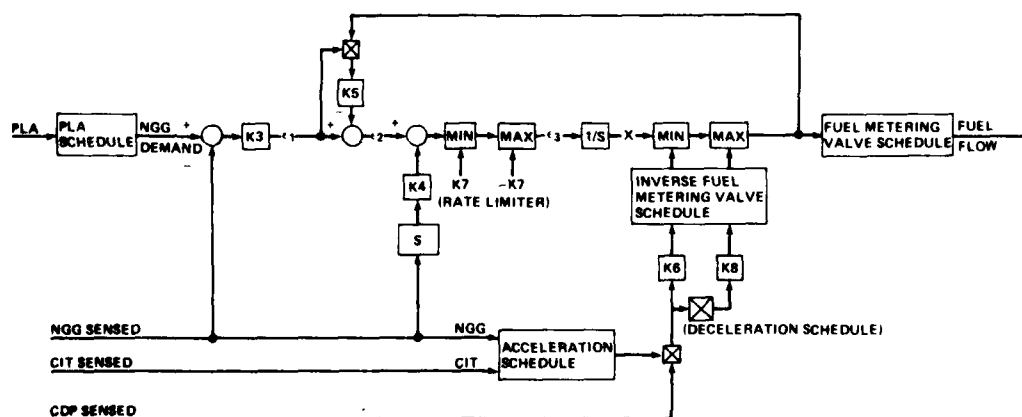 K5
PLA
PLA
SCHEDULE
NGG
DEMAND
+
−
K3
ϵ1
+
−
ϵ2
+
−
MIN
MAX
ϵ3
1/S
X
MIN
MAX
FUEL METERING
VALVE SCHEDULE
FUEL
FLOW
K4
K7
(RATE LIMITER)
-K7
INVERSE FUEL
METERING VALVE
SCHEDULE
S
K6
K8
(DECELERATION SCHEDULE)
NGG SENSED
NGG
ACCELERATION
SCHEDULE
CIT SENSED
CIT
CDP SENSED